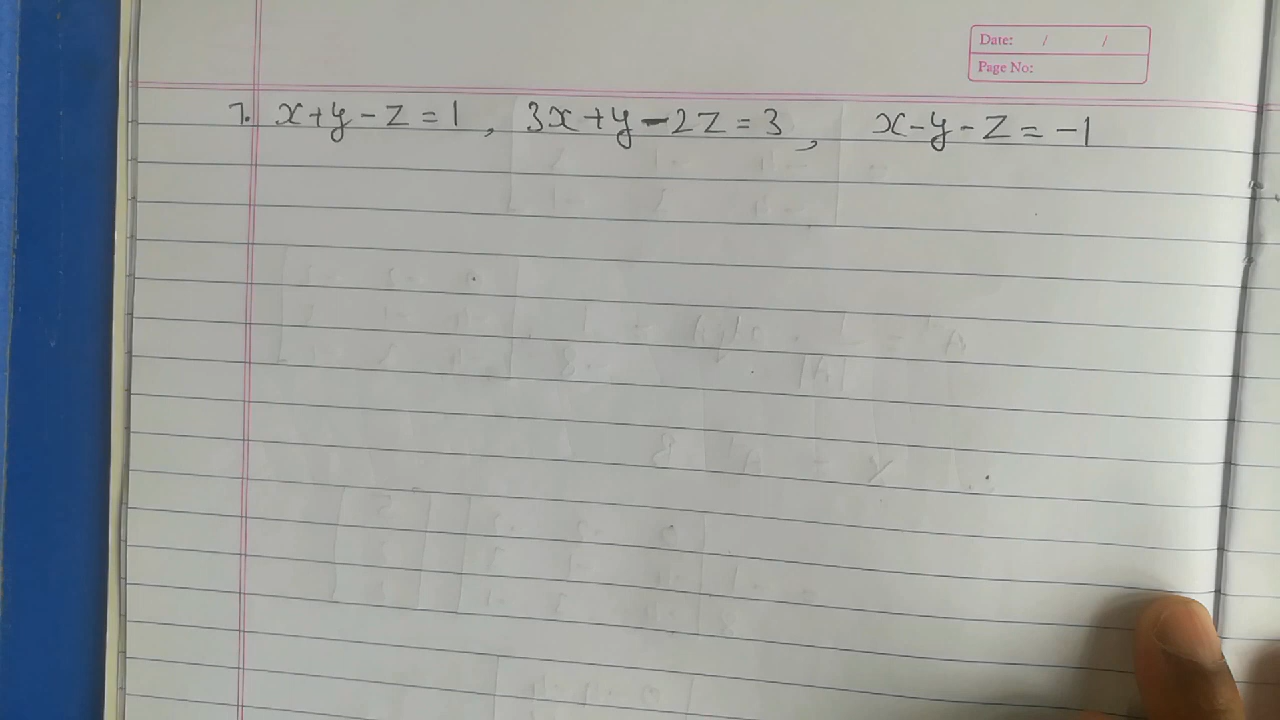 Date: / /
Page No:
7. x+y-z=1, 3x+y-2z=3, x-y-z=-1